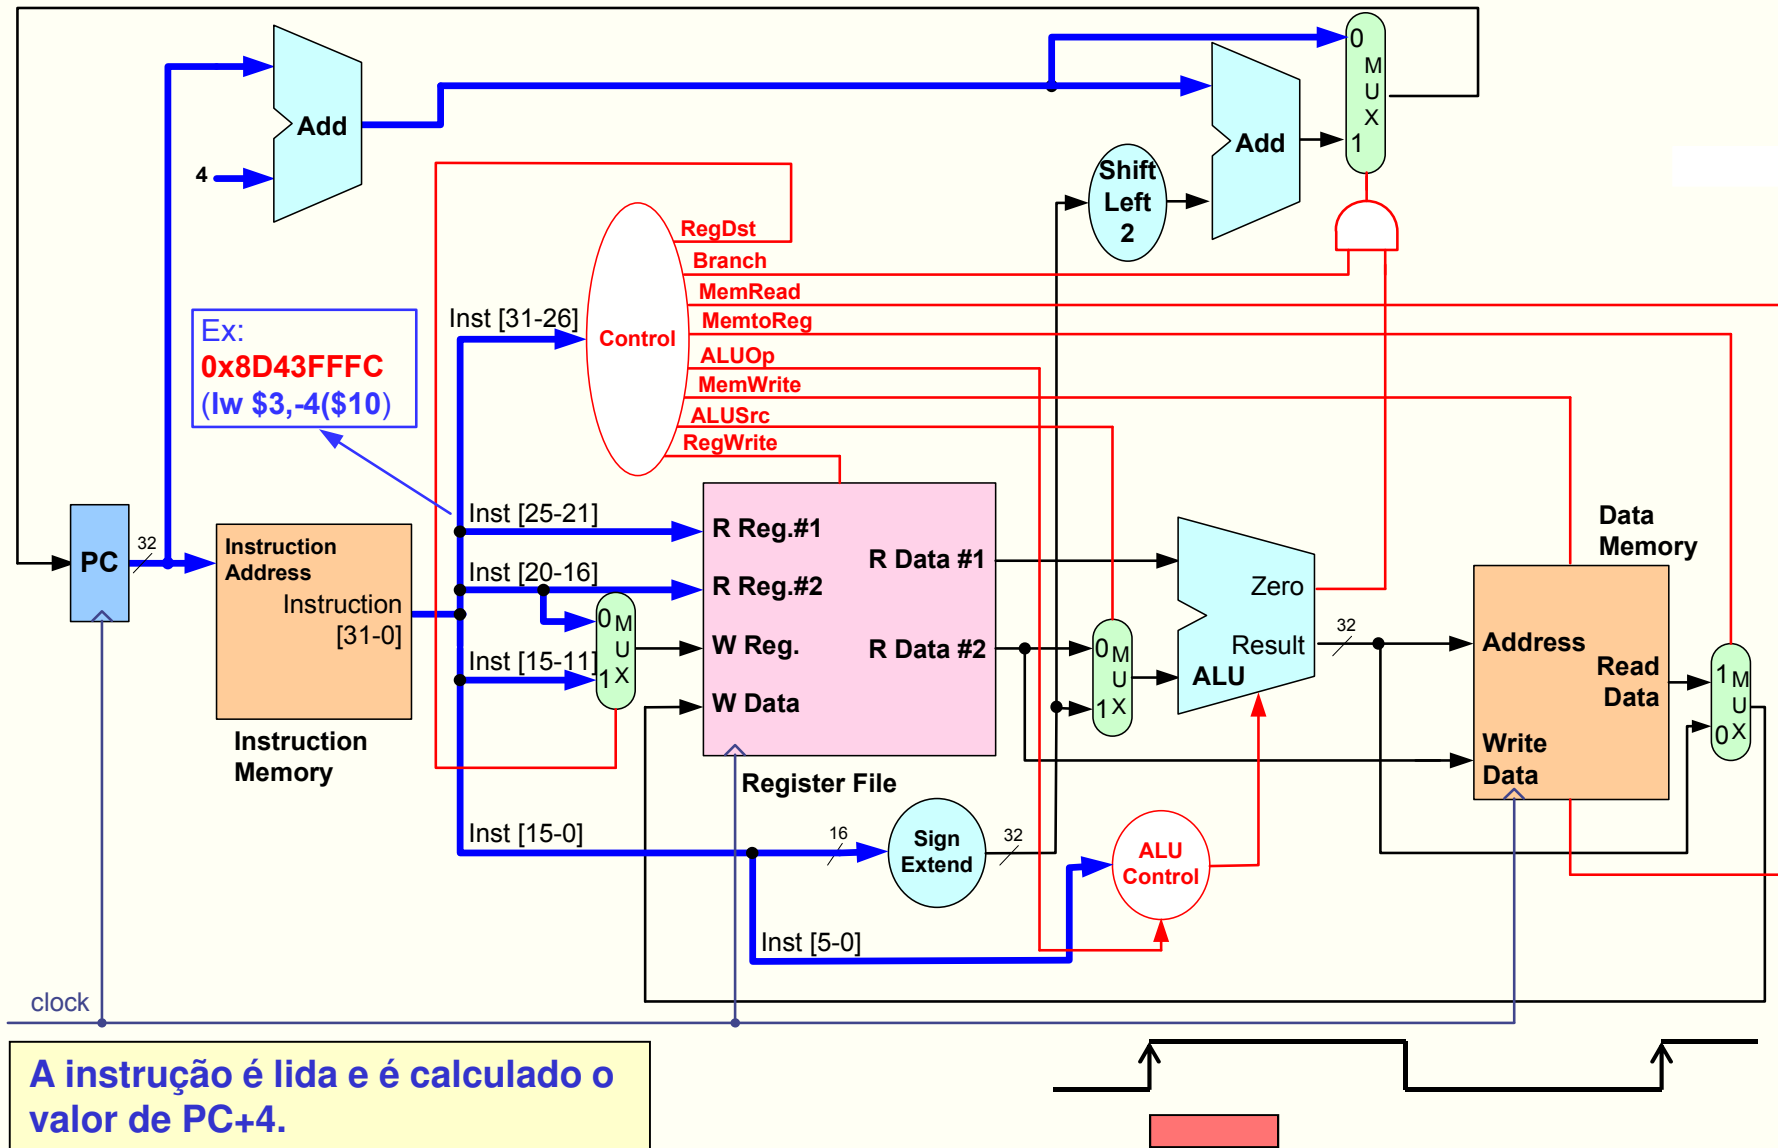 0
M
U
X
1
Add
Add
4
Shift
Left
2
RegDst
Branch
MemRead
MemtoReg
ALUOp
MemWrite
ALUSrc
RegWrite
Control
Inst [31-26]
Ex:
0x8D43FFFC
(lw $3,-4($10)
PC
32
Instruction
Address
Instruction
[31-0]
Instruction
Memory
Inst [25-21]
Inst [20-16]
Inst [15-11]
0
M
U
X
1
R Reg.#1
R Reg.#2
W Reg.
W Data
R Data #1
R Data #2
Register File
0
M
U
X
1
Zero
Result
ALU
32
Data
Memory
Address
Read
Data
Write
Data
1
M
U
X
0
Inst [15-0]
16
Sign
Extend
32
ALU
Control
Inst [5-0]
clock
A instrução é lida e é calculado o
valor de PC+4.